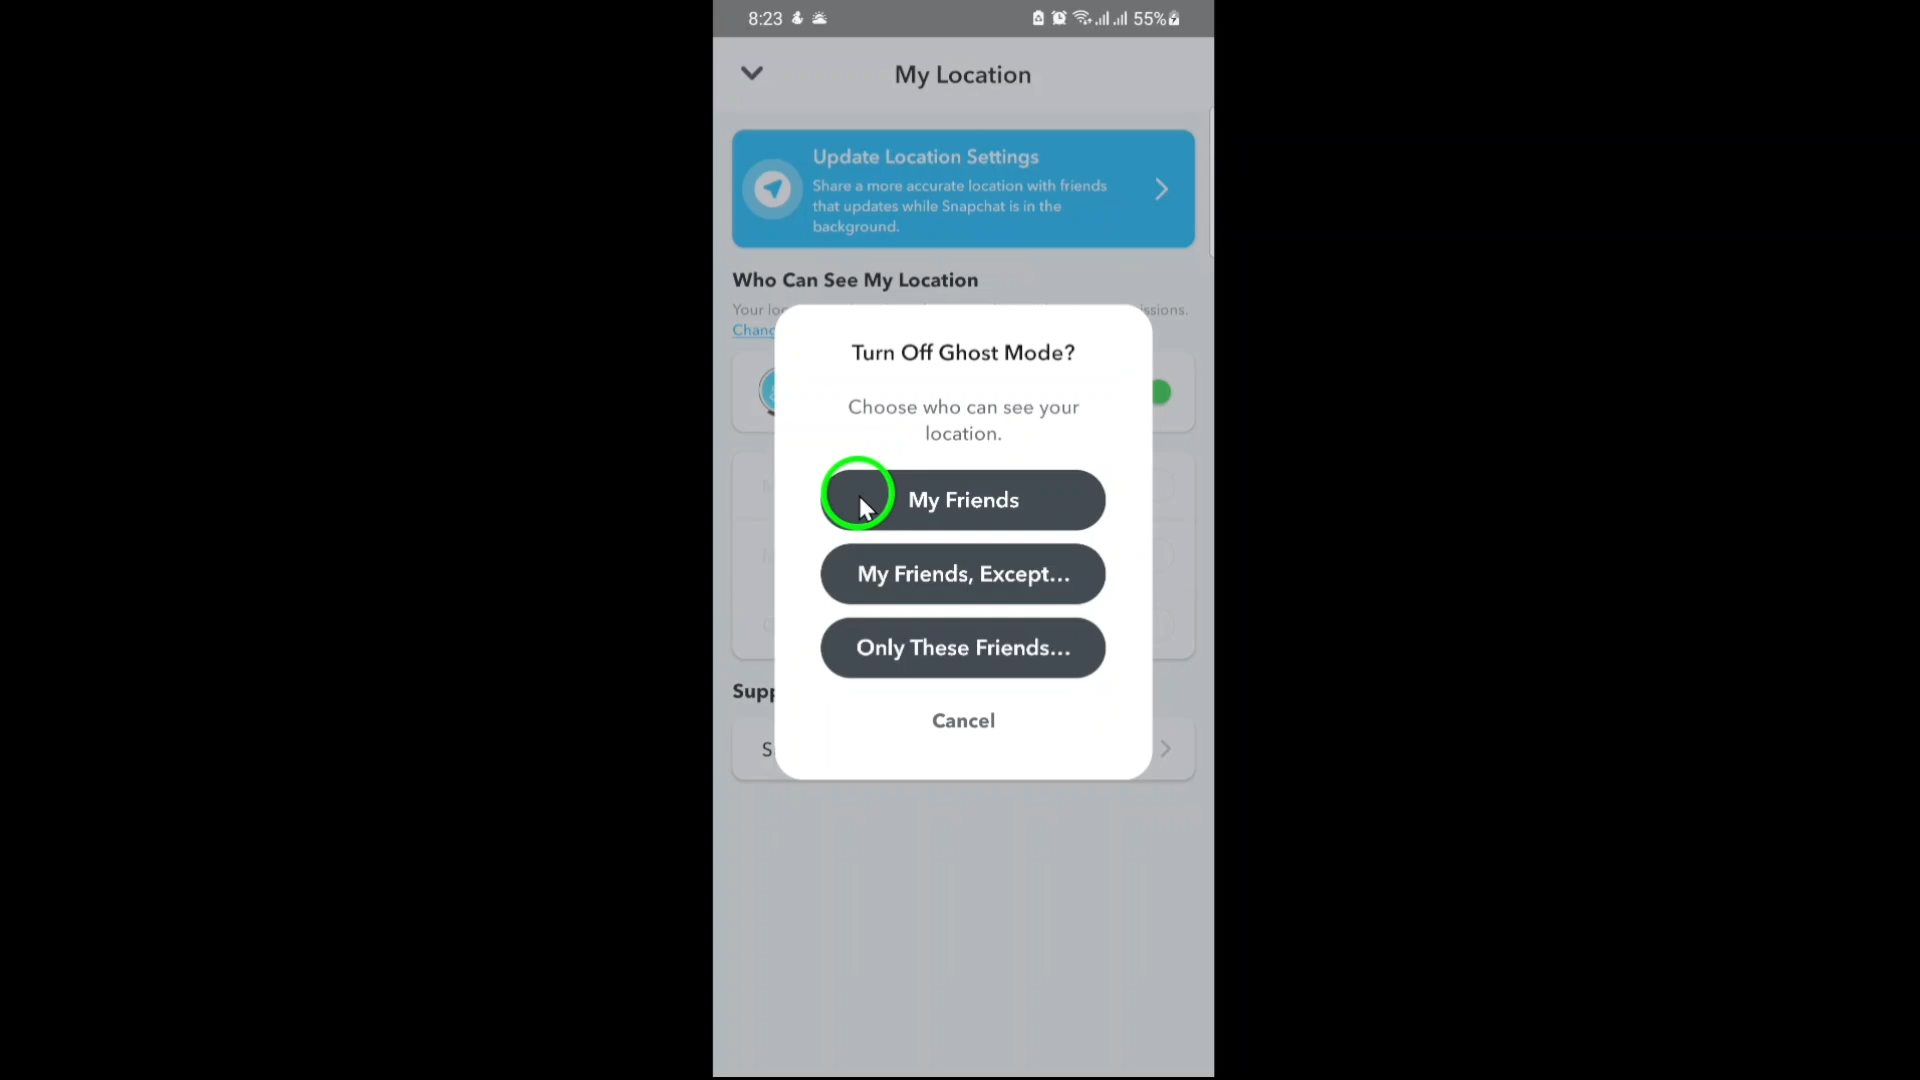 8:23 55%
My Location
Update Location Settings
Share a more accurate location with friends
that updates while Snapchat is in the
background.
Who Can See My Location
Your
Turn Off Ghost Mode?
Choose who can see your
location.
My Friends
My Friends, Except...
Only These Friends...
Cancel